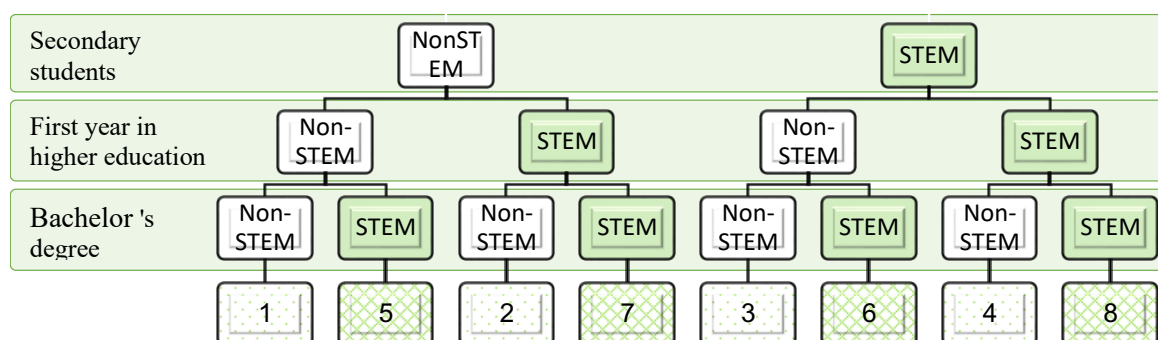 Secondary
students
NonST
EM
STEM
First year in
higher education
Non-
STEM
STEM
Non-
STEM
STEM
Bachelor 's
degree
Non-
STEM
STEM
Non-
STEM
STEM
Non-
STEM
STEM
Non-
STEM
STEM
1
5
2
7
3
6
4
8